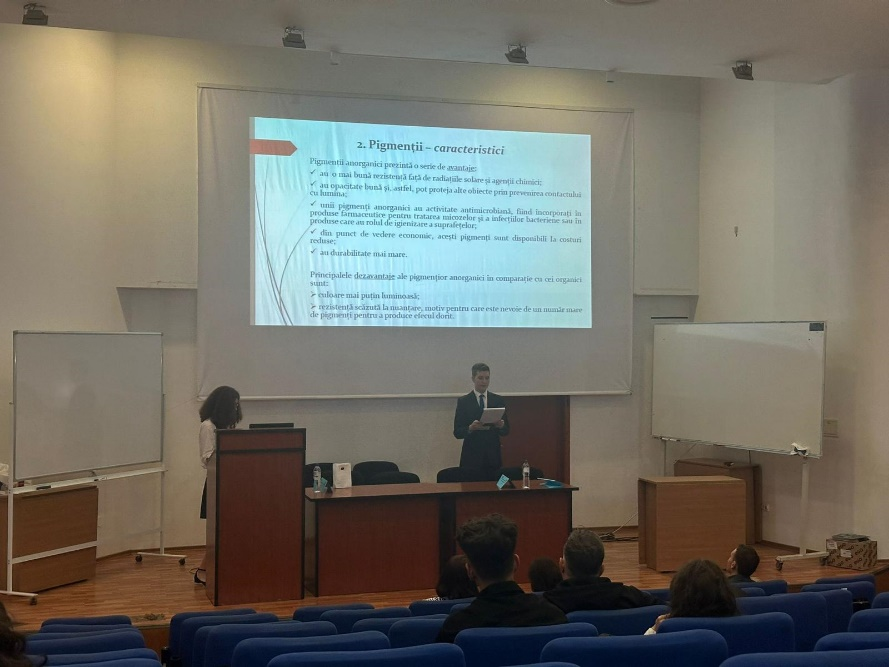 2. Pigmenții – caracteristici
Pigmenții anorganici prezintă o serie de avantaje:
✓ au o mai bună rezistență față de radiațiile solare și agenții chimici;
✓ au opacitate bună și, astfel, pot proteja alte obiecte prin prevenirea contactului
cu lumina;
✓ unii pigmenți anorganici au activitate antimicrobiană, fiind încorporați în
produse farmaceutice pentru tratarea micozelor și a infecțiilor bacteriene sau în
produse care au rolul de igienizare a suprafețelor;
✓ din punct de vedere economic, acești pigmenți sunt disponibili la costuri
reduse;
✓ au durabilitate mai mare.
Principalele dezavantaje ale pigmenților anorganici în comparație cu cei organici
sunt:
➢ culoare mai puțin luminoasă;
➢ rezistență scăzută la nuanțare, motiv pentru care este nevoie de un număr mare
de pigmenți pentru a produce efecul dorit.